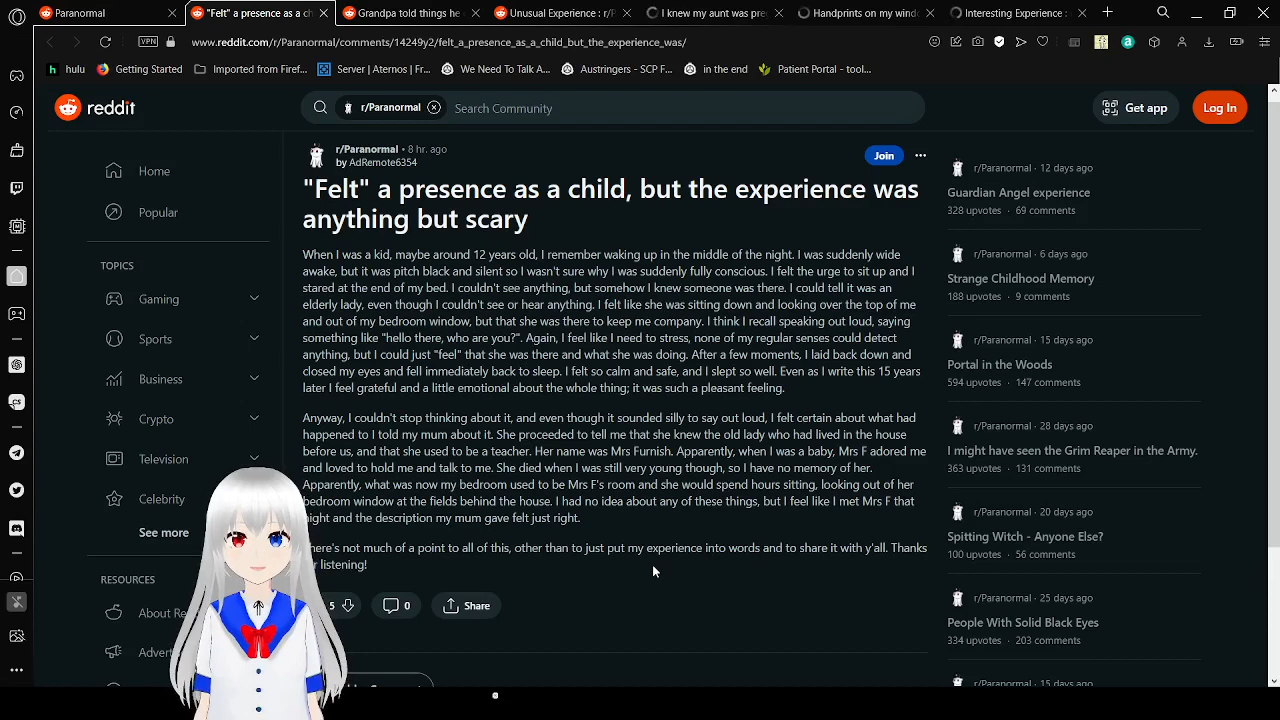 Paranormal
"Felt" a presence as a ch
Grandpa told things he
Unusual Experience : r/P
I knew my aunt was pre
Handprints on my wind
Interesting Experience :
VPN
www.reddit.com/r/Paranormal/comments/14249y2/felt_a_presence_as_a_child_but_the_experience_was/
hulu
Getting Started
Imported from Firef...
Server | Aternos | Fr...
We Need To Talk A...
Austringers - SCP F...
in the end
Patient Portal - tool...
reddit
r/Paranormal
Search Community
Get app
Log In
Home
Popular
TOPICS
Gaming
Sports
Business
Crypto
Television
Celebrity
See more
RESOURCES
About Re
Advert
r/Paranormal · 8 hr. ago
by AdRemote6354
Join
"Felt" a presence as a child, but the experience was
anything but scary
When I was a kid, maybe around 12 years old, I remember waking up in the middle of the night. I was suddenly wide
awake, but it was pitch black and silent so I wasn't sure why I was suddenly fully conscious. I felt the urge to sit up and I
stared at the end of my bed. I couldn't see anything, but somehow I knew someone was there. I could tell it was an
elderly lady, even though I couldn't see or hear anything. I felt like she was sitting down and looking over the top of me
and out of my bedroom window, but that she was there to keep me company. I think I recall speaking out loud, saying
something like "hello there, who are you?". Again, I feel like I need to stress, none of my regular senses could detect
anything, but I could just "feel" that she was there and what she was doing. After a few moments, I laid back down and
closed my eyes and fell immediately back to sleep. I felt so calm and safe, and I slept so well. Even as I write this 15 years
later I feel grateful and a little emotional about the whole thing; it was such a pleasant feeling.
Anyway, I couldn't stop thinking about it, and even though it sounded silly to say out loud, I felt certain about what had
happened to I told my mum about it. She proceeded to tell me that she knew the old lady who had lived in the house
before us, and that she used to be a teacher. Her name was Mrs Furnish. Apparently, when I was a baby, Mrs F adored me
and loved to hold me and talk to me. She died when I was still very young though, so I have no memory of her.
Apparently, what was now my bedroom used to be Mrs F's room and she would spend hours sitting, looking out of her
bedroom window at the fields behind the house. I had no idea about any of these things, but I feel like I met Mrs F that
night and the description my mum gave felt just right.
here's not much of a point to all of this, other than to just put my experience into words and to share it with y'all. Thanks
r listening!
5
0
Share
r/Paranormal · 12 days ago
Guardian Angel experience
328 upvotes · 69 comments
r/Paranormal · 6 days ago
Strange Childhood Memory
188 upvotes · 9 comments
r/Paranormal · 15 days ago
Portal in the Woods
594 upvotes · 147 comments
r/Paranormal · 28 days ago
I might have seen the Grim Reaper in the Army.
363 upvotes · 131 comments
r/Paranormal · 20 days ago
Spitting Witch - Anyone Else?
100 upvotes · 56 comments
r/Paranormal · 25 days ago
People With Solid Black Eyes
334 upvotes · 203 comments
r/Paranormal · 15 days ago